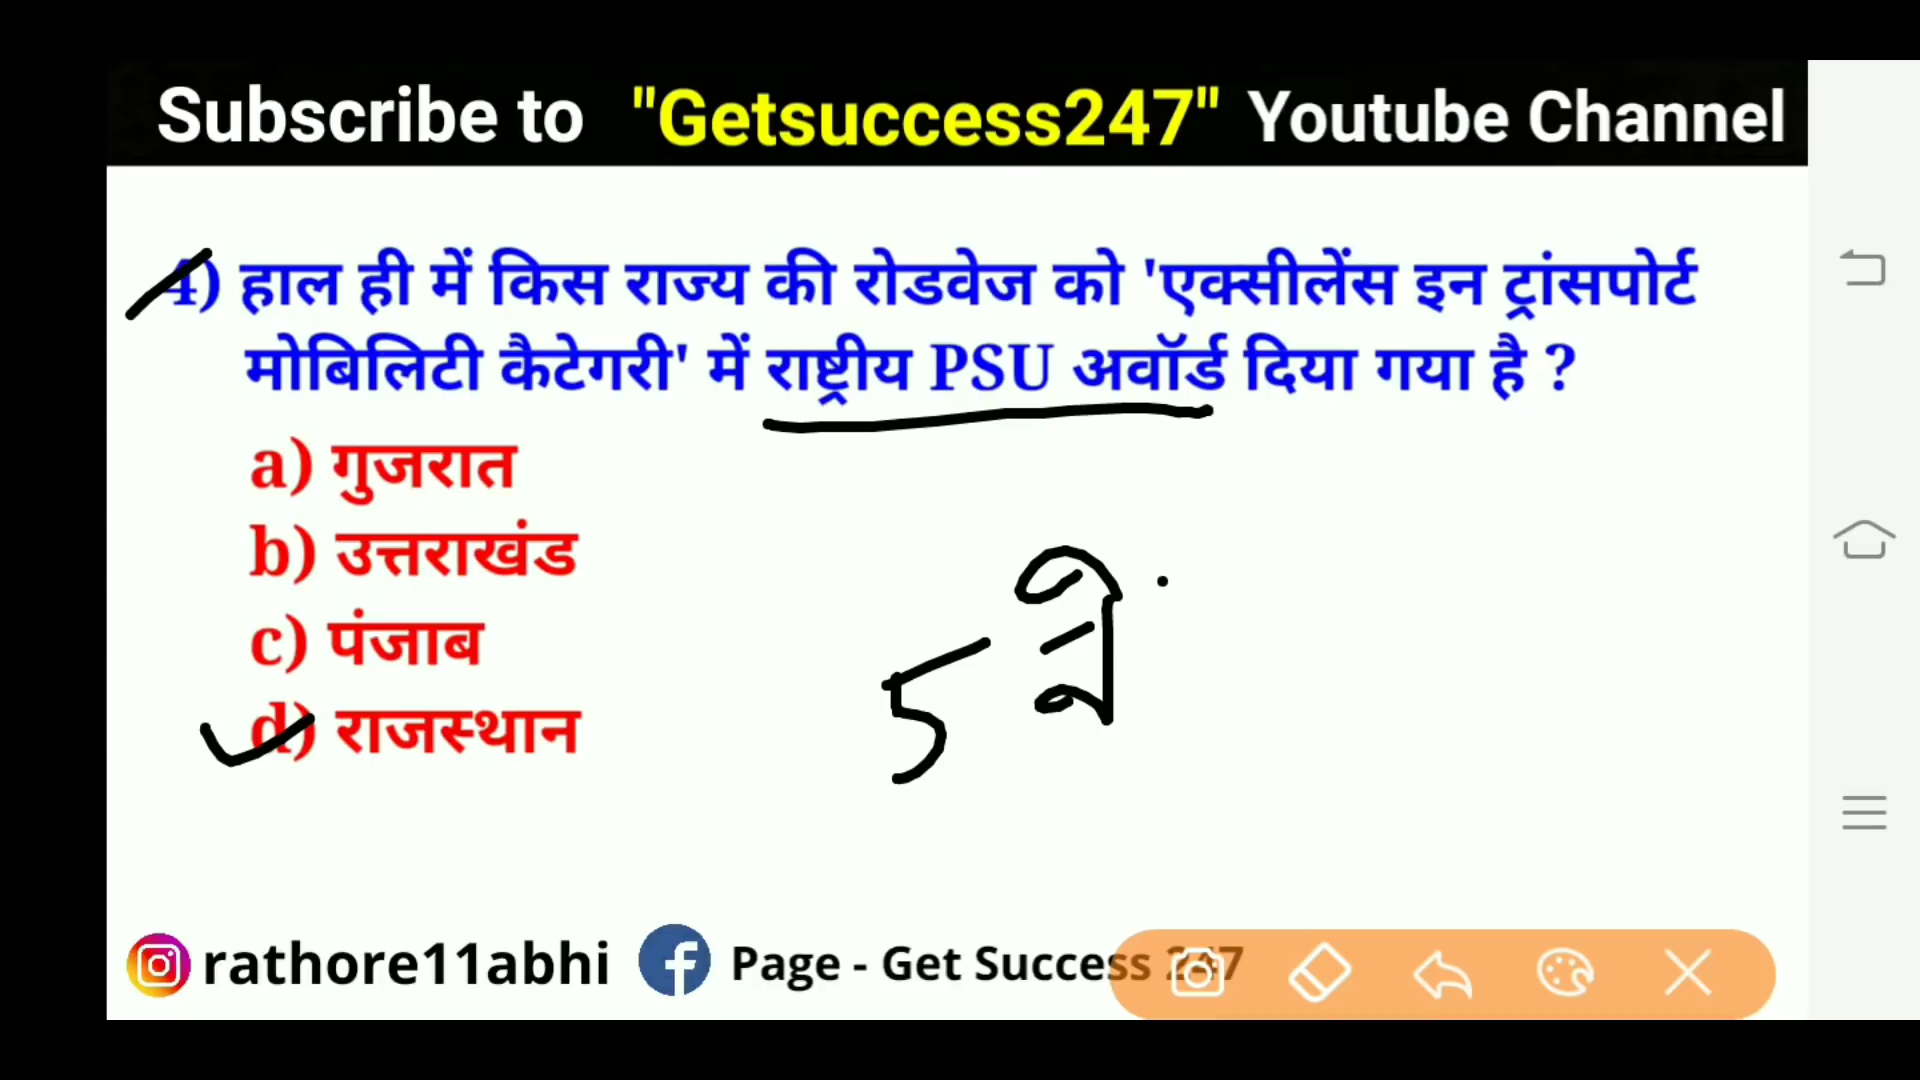 Subscribe to "Getsuccess247" Youtube Channel
4) हाल ही में किस राज्य की रोडवेज को 'एक्सीलेंस इन ट्रांसपोर्ट
मोबिलिटी कैटेगरी' में राष्ट्रीय PSU अवॉर्ड दिया गया है ?
a) गुजरात
b) उत्तराखंड
c) पंजाब
d) राजस्थान
5
rathore11abhi Page - Get Success 247